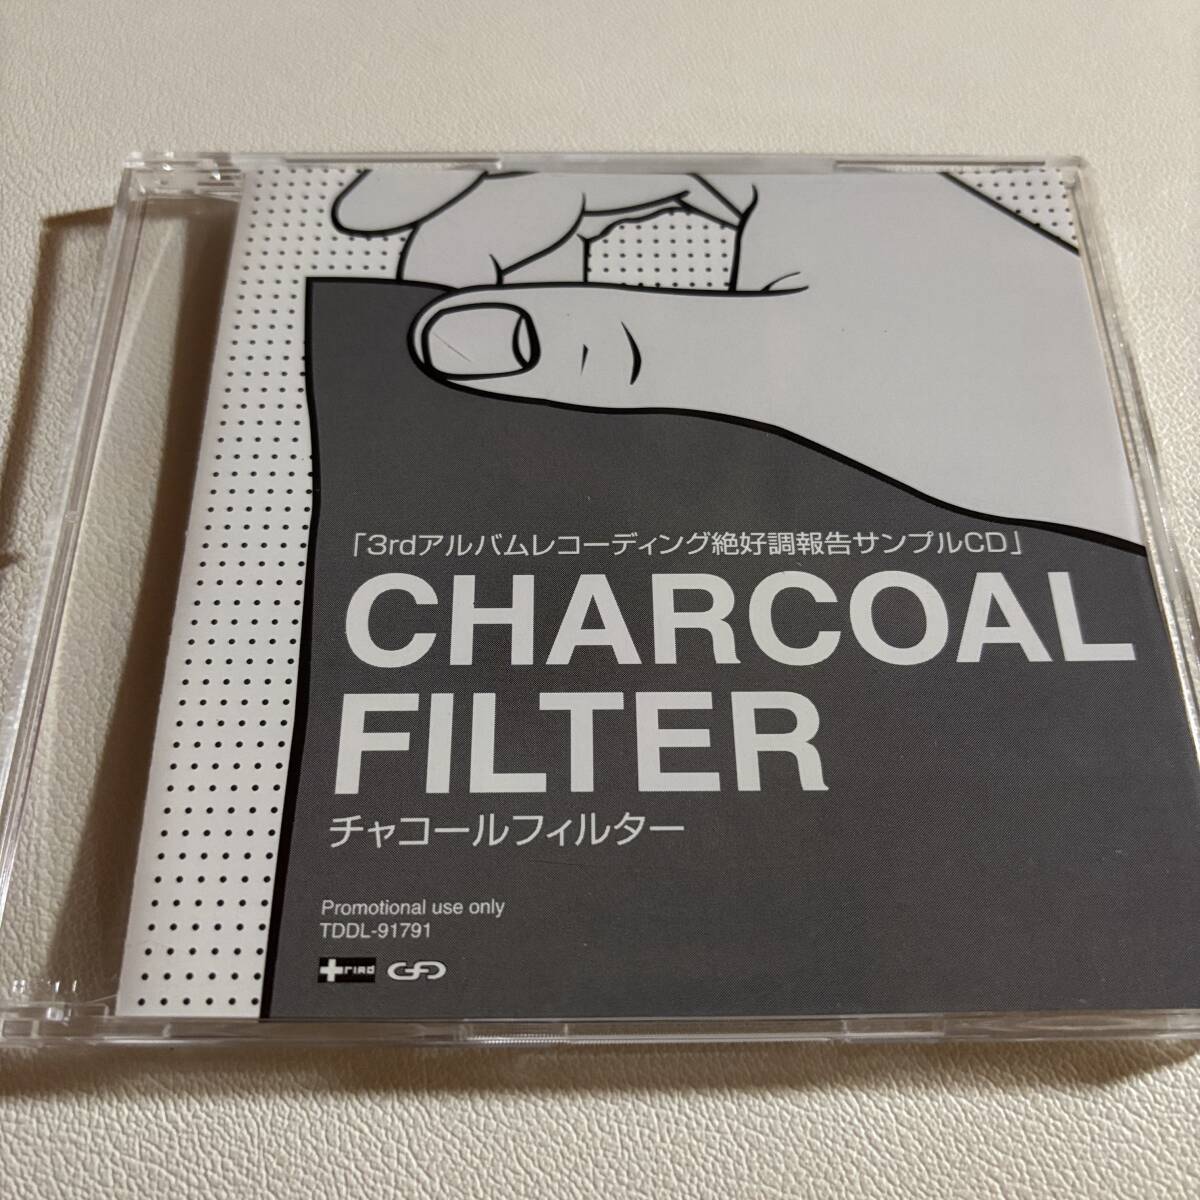 「3rdアルバムレコーディング絶好調報告サンプルCD」
CHARCOAL
FILTER
チャコールフィルター
Promotional use only
TDDL-91791
triad